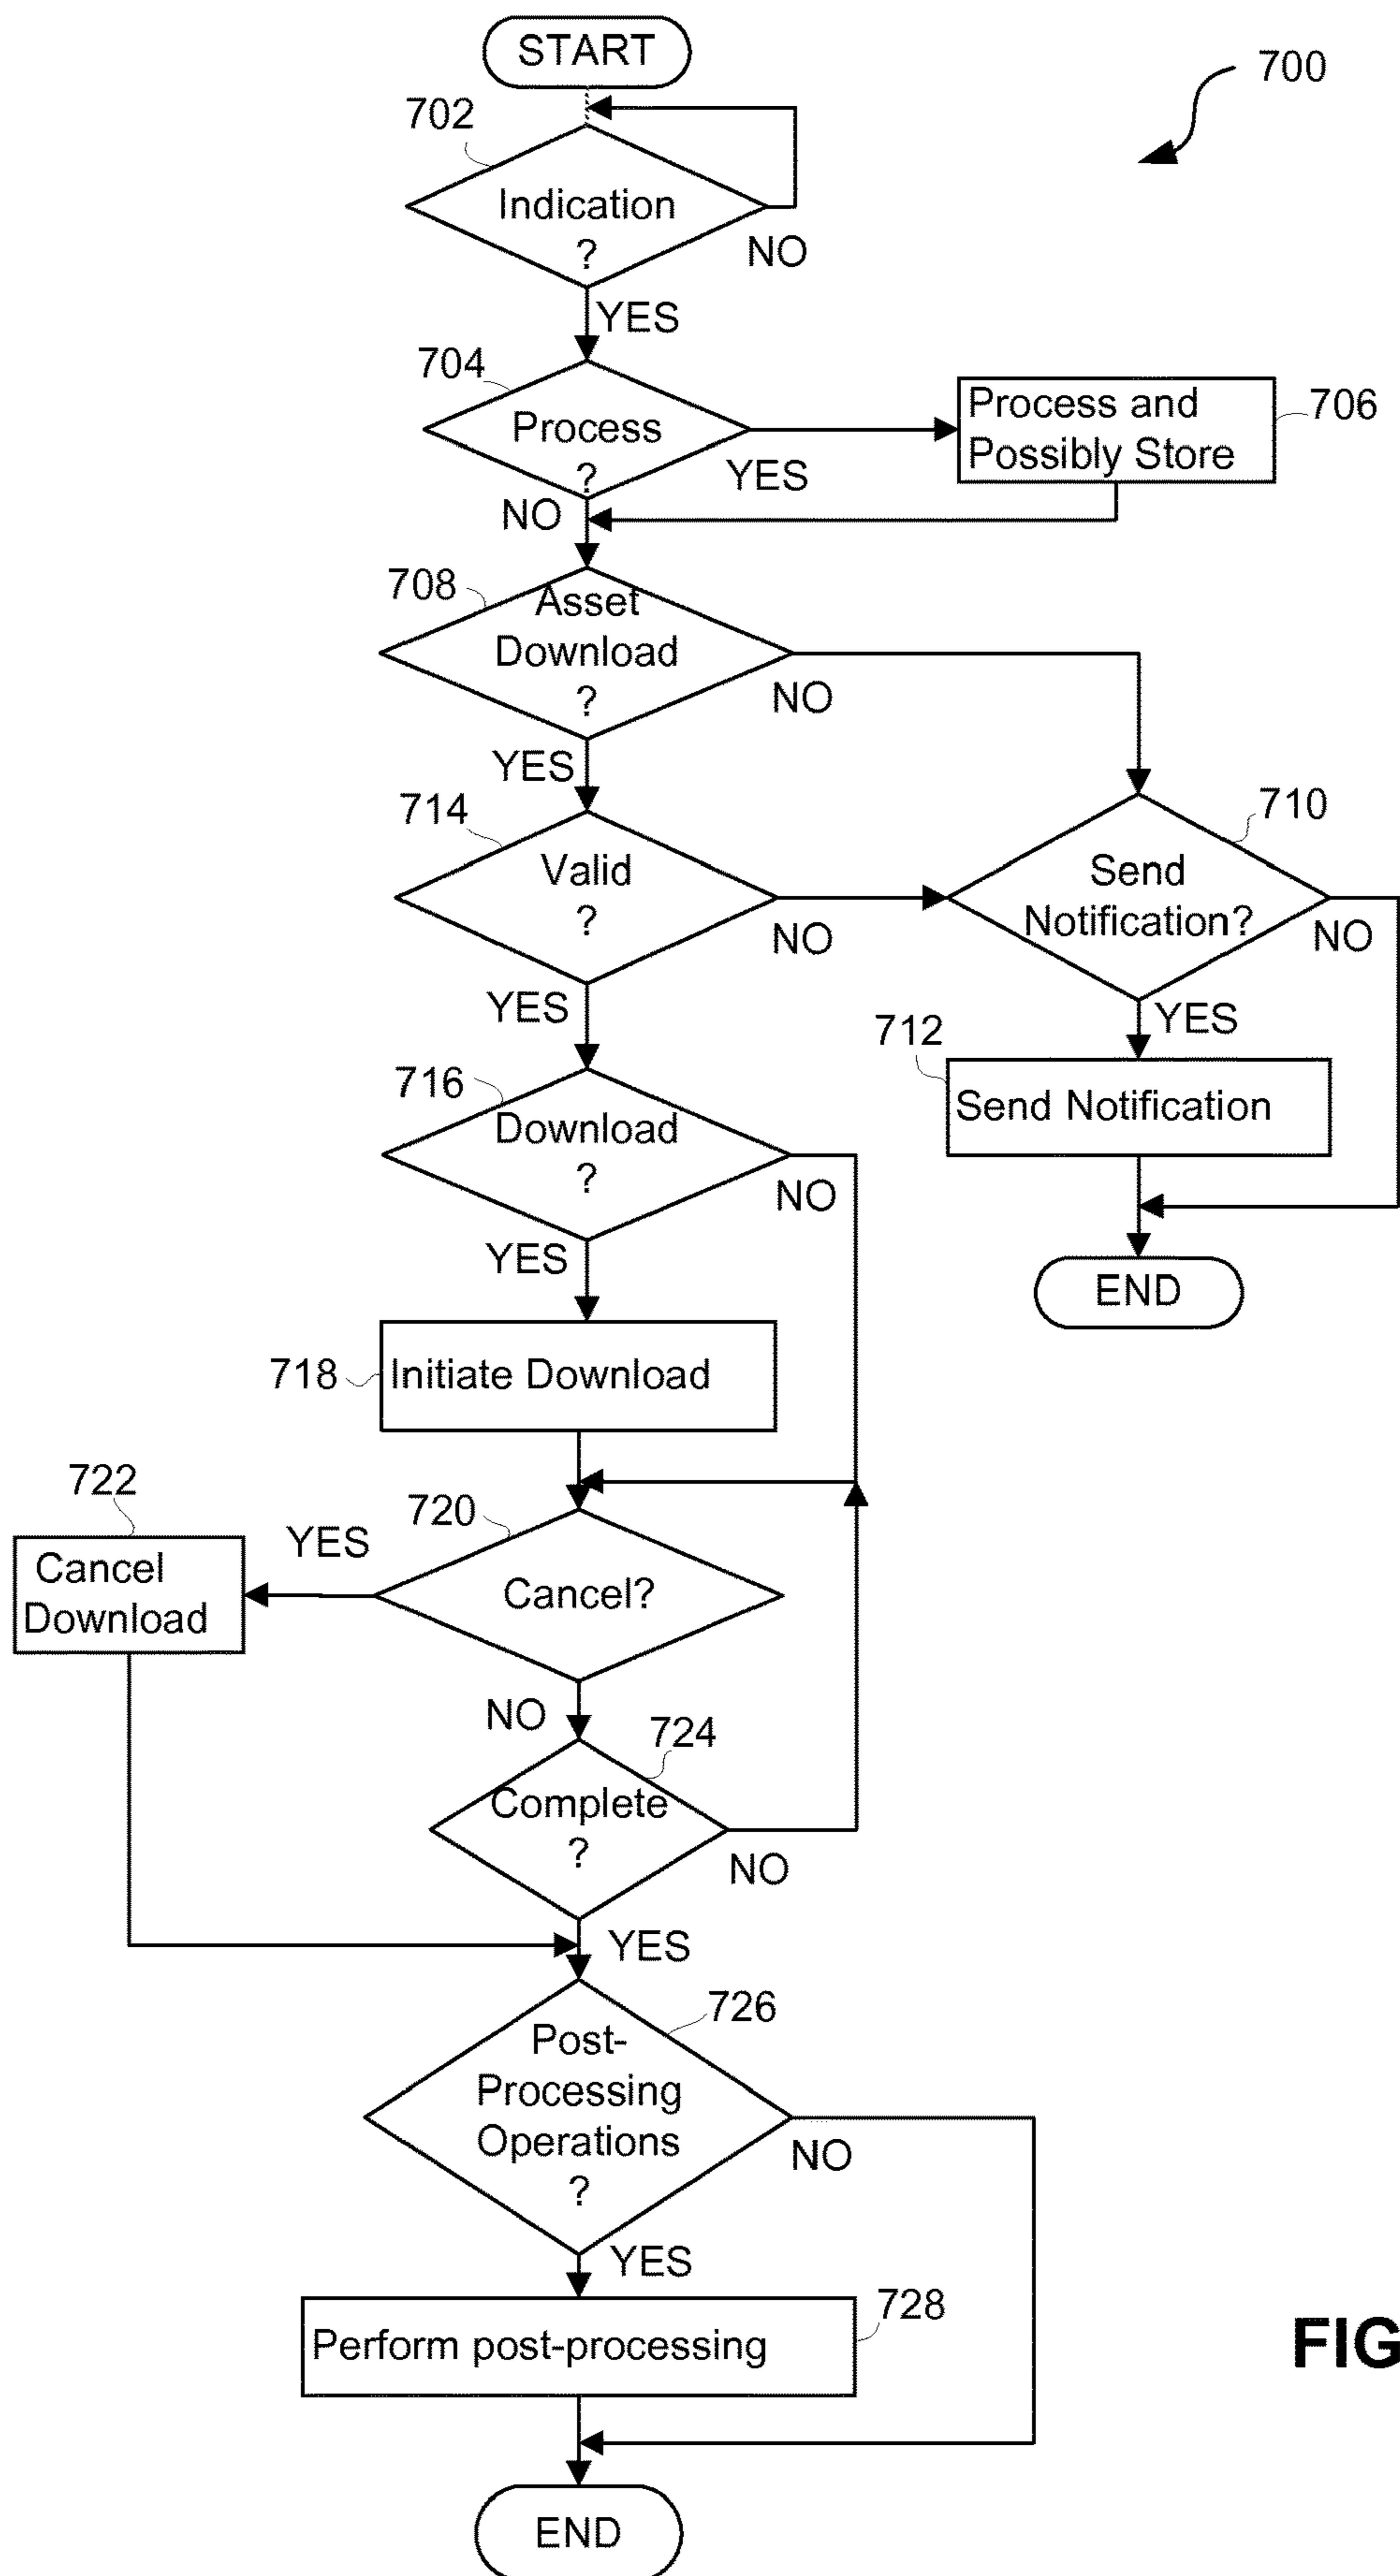 START
700
702
Indication
?
NO
YES
704
Process
?
YES
NO
Process and
Possibly Store
706
708
Asset
Download
?
NO
YES
714
Valid
?
NO
YES
710
Send
Notification?
NO
YES
712
Send Notification
END
716
Download
?
NO
YES
718
Initiate Download
722
Cancel
Download
YES
720
Cancel?
NO
724
Complete
?
NO
YES
726
Post-
Processing
Operations
?
NO
YES
728
Perform post-processing
END
FIG